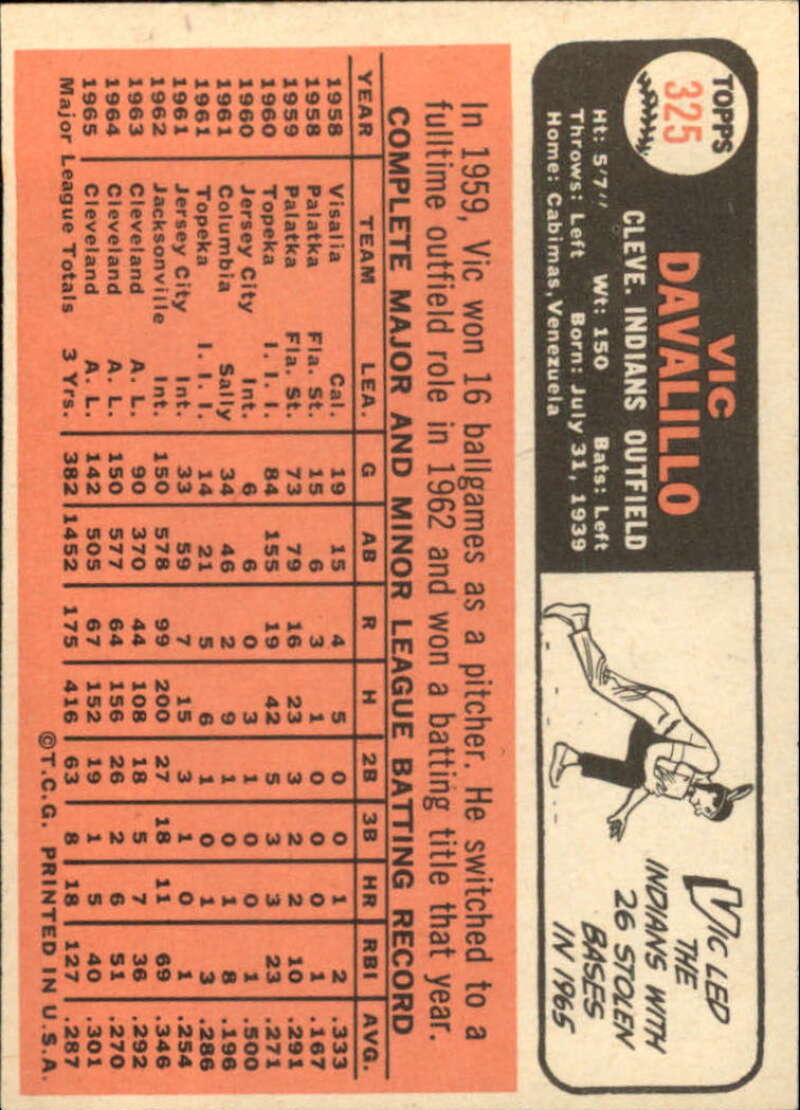 TOPPS
325
VIC
DAVALILLO
CLEVE. INDIANS OUTFIELD
Ht: 5'7" Wt: 150 Bats: Left
Throws: Left Born: July 31, 1939
Home: Cabimas, Venezuela
VIC LED
THE
INDIANS WITH
26 STOLEN
BASES
IN 1965
In 1959, Vic won 16 ballgames as a pitcher. He switched to a
fulltime outfield role in 1962 and won a batting title that year.
COMPLETE MAJOR AND MINOR LEAGUE BATTING RECORD
YEAR TEAM LEA. G AB R H 2B 3B HR RBI AVG.
1958 Visalia Cal. 19 15 4 5 0 0 1 2 .333
1958 Palatka Fla. St. 15 6 3 1 0 0 0 1 .167
1959 Palatka Fla. St. 73 79 16 23 3 2 2 10 .291
1960 Topeka I. I. I. 84 155 19 42 5 3 3 23 .271
1960 Jersey City Int. 6 6 0 3 1 0 0 1 .500
1961 Columbia Sally 34 46 2 9 1 0 1 8 .196
1961 Topeka I. I. I. 14 21 5 6 1 0 1 3 .286
1961 Jersey City Int. 33 59 7 15 3 1 0 1 .254
1962 Jacksonville Int. 150 578 99 200 27 18 11 69 .346
1963 Cleveland A. L. 90 370 44 108 18 5 7 36 .292
1964 Cleveland A. L. 150 577 64 156 26 2 6 51 .270
1965 Cleveland A. L. 142 505 67 152 19 1 5 40 .301
Major League Totals 3 Yrs. 382 1452 175 416 63 8 18 127 .287
©T.C.G. PRINTED IN U.S.A.